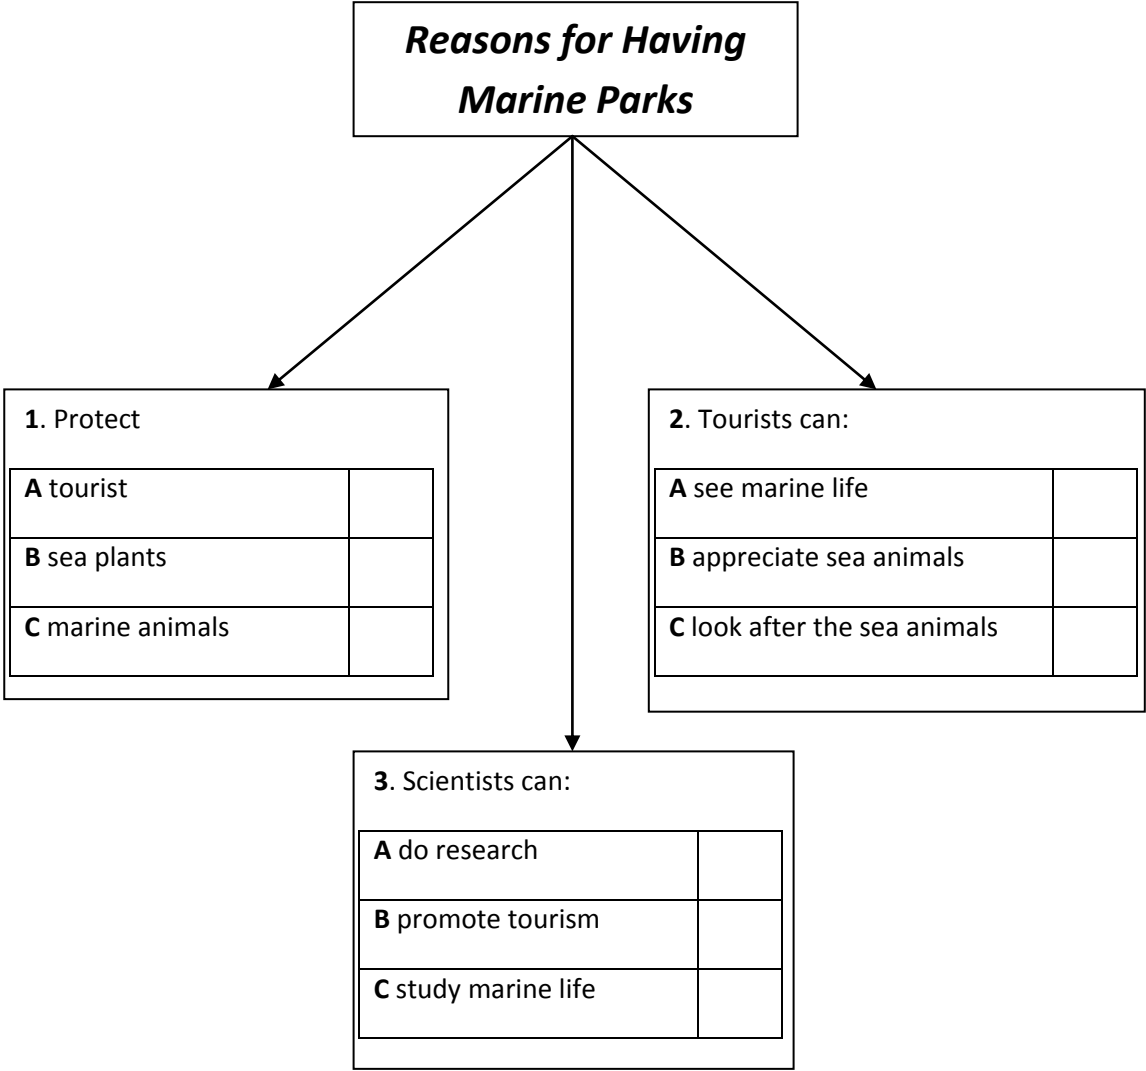 Reasons for Having
Marine Parks
1. Protect
A tourist
B sea plants
C marine animals
2. Tourists can:
A see marine life
B appreciate sea animals
C look after the sea animals
3. Scientists can:
A do research
B promote tourism
C study marine life